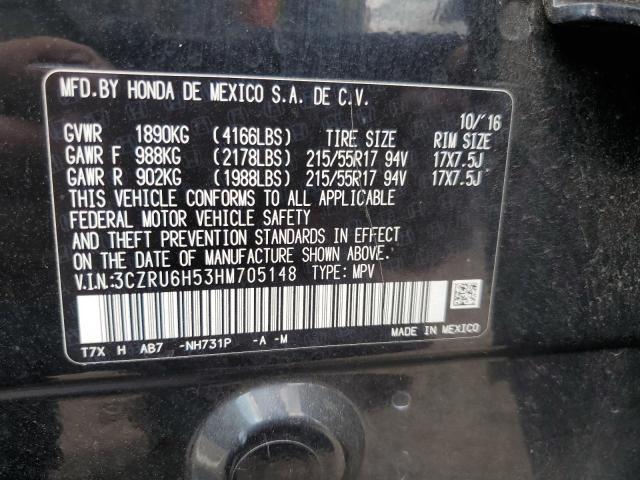 MFD.BY HONDA DE MEXICO S.A. DE C.V.
10/'16
GVWR 1890KG (4166LBS) TIRE SIZE RIM SIZE
GAWR F 988KG (2178LBS) 215/55R17 94V 17X7.5J
GAWR R 902KG (1988LBS) 215/55R17 94V 17X7.5J
THIS VEHICLE CONFORMS TO ALL APPLICABLE
FEDERAL MOTOR VEHICLE SAFETY
AND THEFT PREVENTION STANDARDS IN EFFECT
ON THE DATE OF MANUFACTURE SHOWN ABOVE.
V.I.N:3CZRU6H53HM705148 TYPE: MPV
MADE IN MEXICO
T7X H AB7 -NH731P -A -M